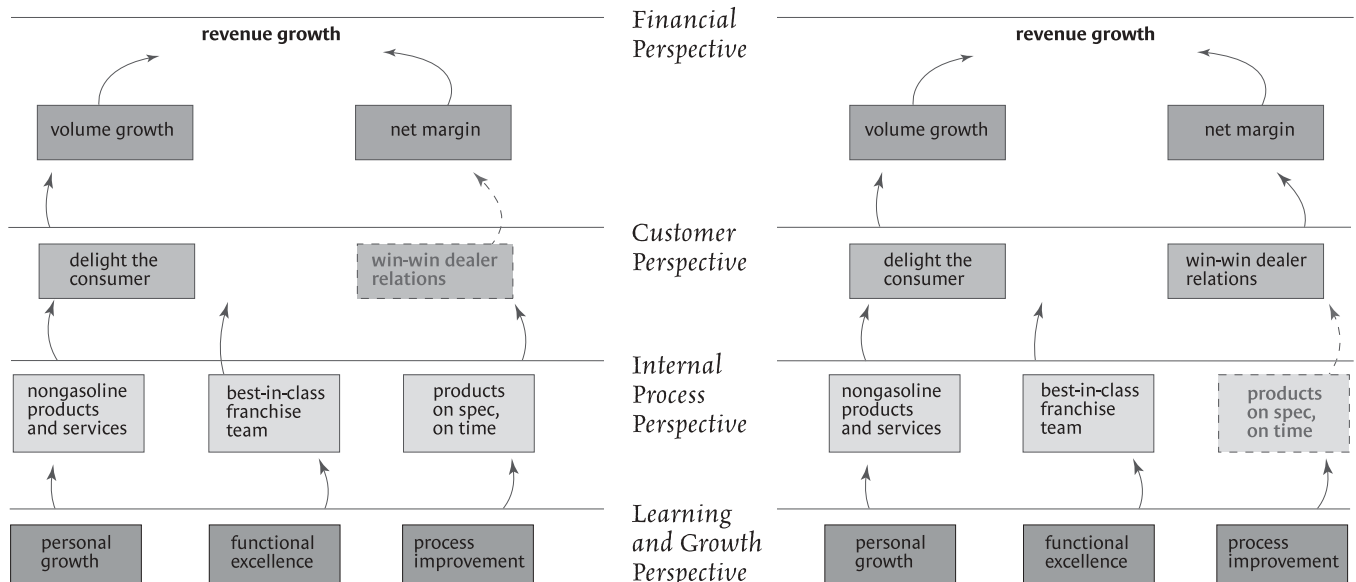 revenue growth
volume growth
net margin
delight the
consumer
win-win dealer
relations
nongasoline
products
and services
best-in-class
franchise
team
products
on spec,
on time
personal
growth
functional
excellence
process
improvement
Financial
Perspective
Customer
Perspective
Internal
Process
Perspective
Learning
and Growth
Perspective
revenue growth
volume growth
net margin
delight the
consumer
win-win dealer
relations
nongasoline
products
and services
best-in-class
franchise
team
products
on spec,
on time
personal
growth
functional
excellence
process
improvement